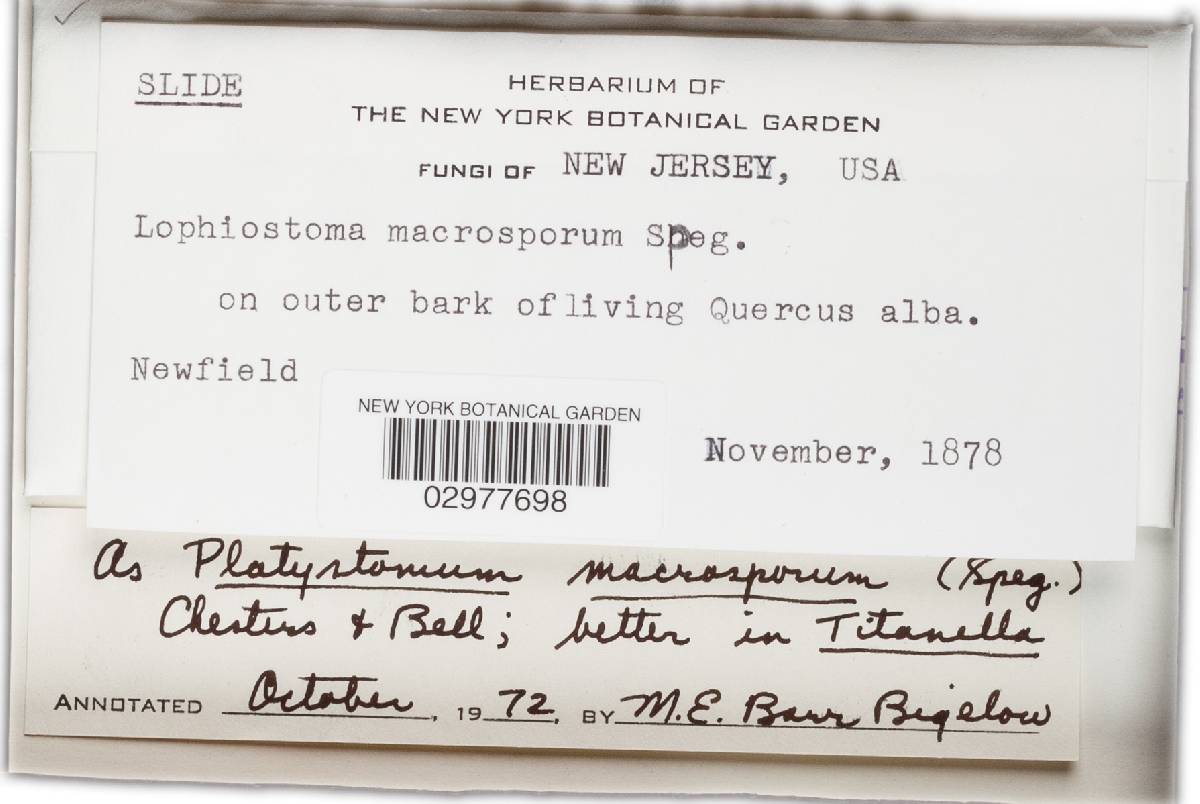 SLIDE
HERBARIUM OF
THE NEW YORK BOTANICAL GARDEN
FUNGI OF NEW JERSEY, USA
Lophiostoma macrosporum Speg.
on outer bark of living Quercus alba.
Newfield
NEW YORK BOTANICAL GARDEN
02977698
November, 1878
As Platystomum macrosporum (Speg.)
Chesters & Bell; better in Titanella
ANNOTATED October, 1972, BY M.E. Barr Bigelow